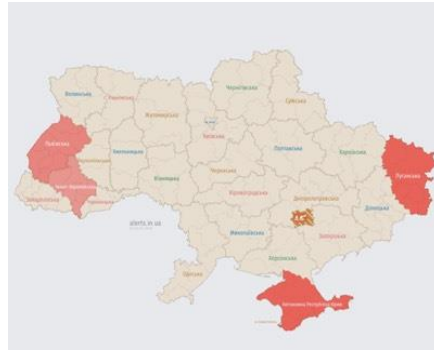 Чернігівська
Волинська
Рівненська
Сумська
Житомирська
Київська
Львівська
Тернопільська
Хмельницька
Полтавська
Харківська
Луганська
Черкаська
Вінницька
Івано-Франківська
Закарпатська
Чернівецька
Кіровоградська
Дніпропетровська
Донецька
alerts.in.ua
Миколаївська
Запорізька
Херсонська
Одеська
Автономна Республіка Крим